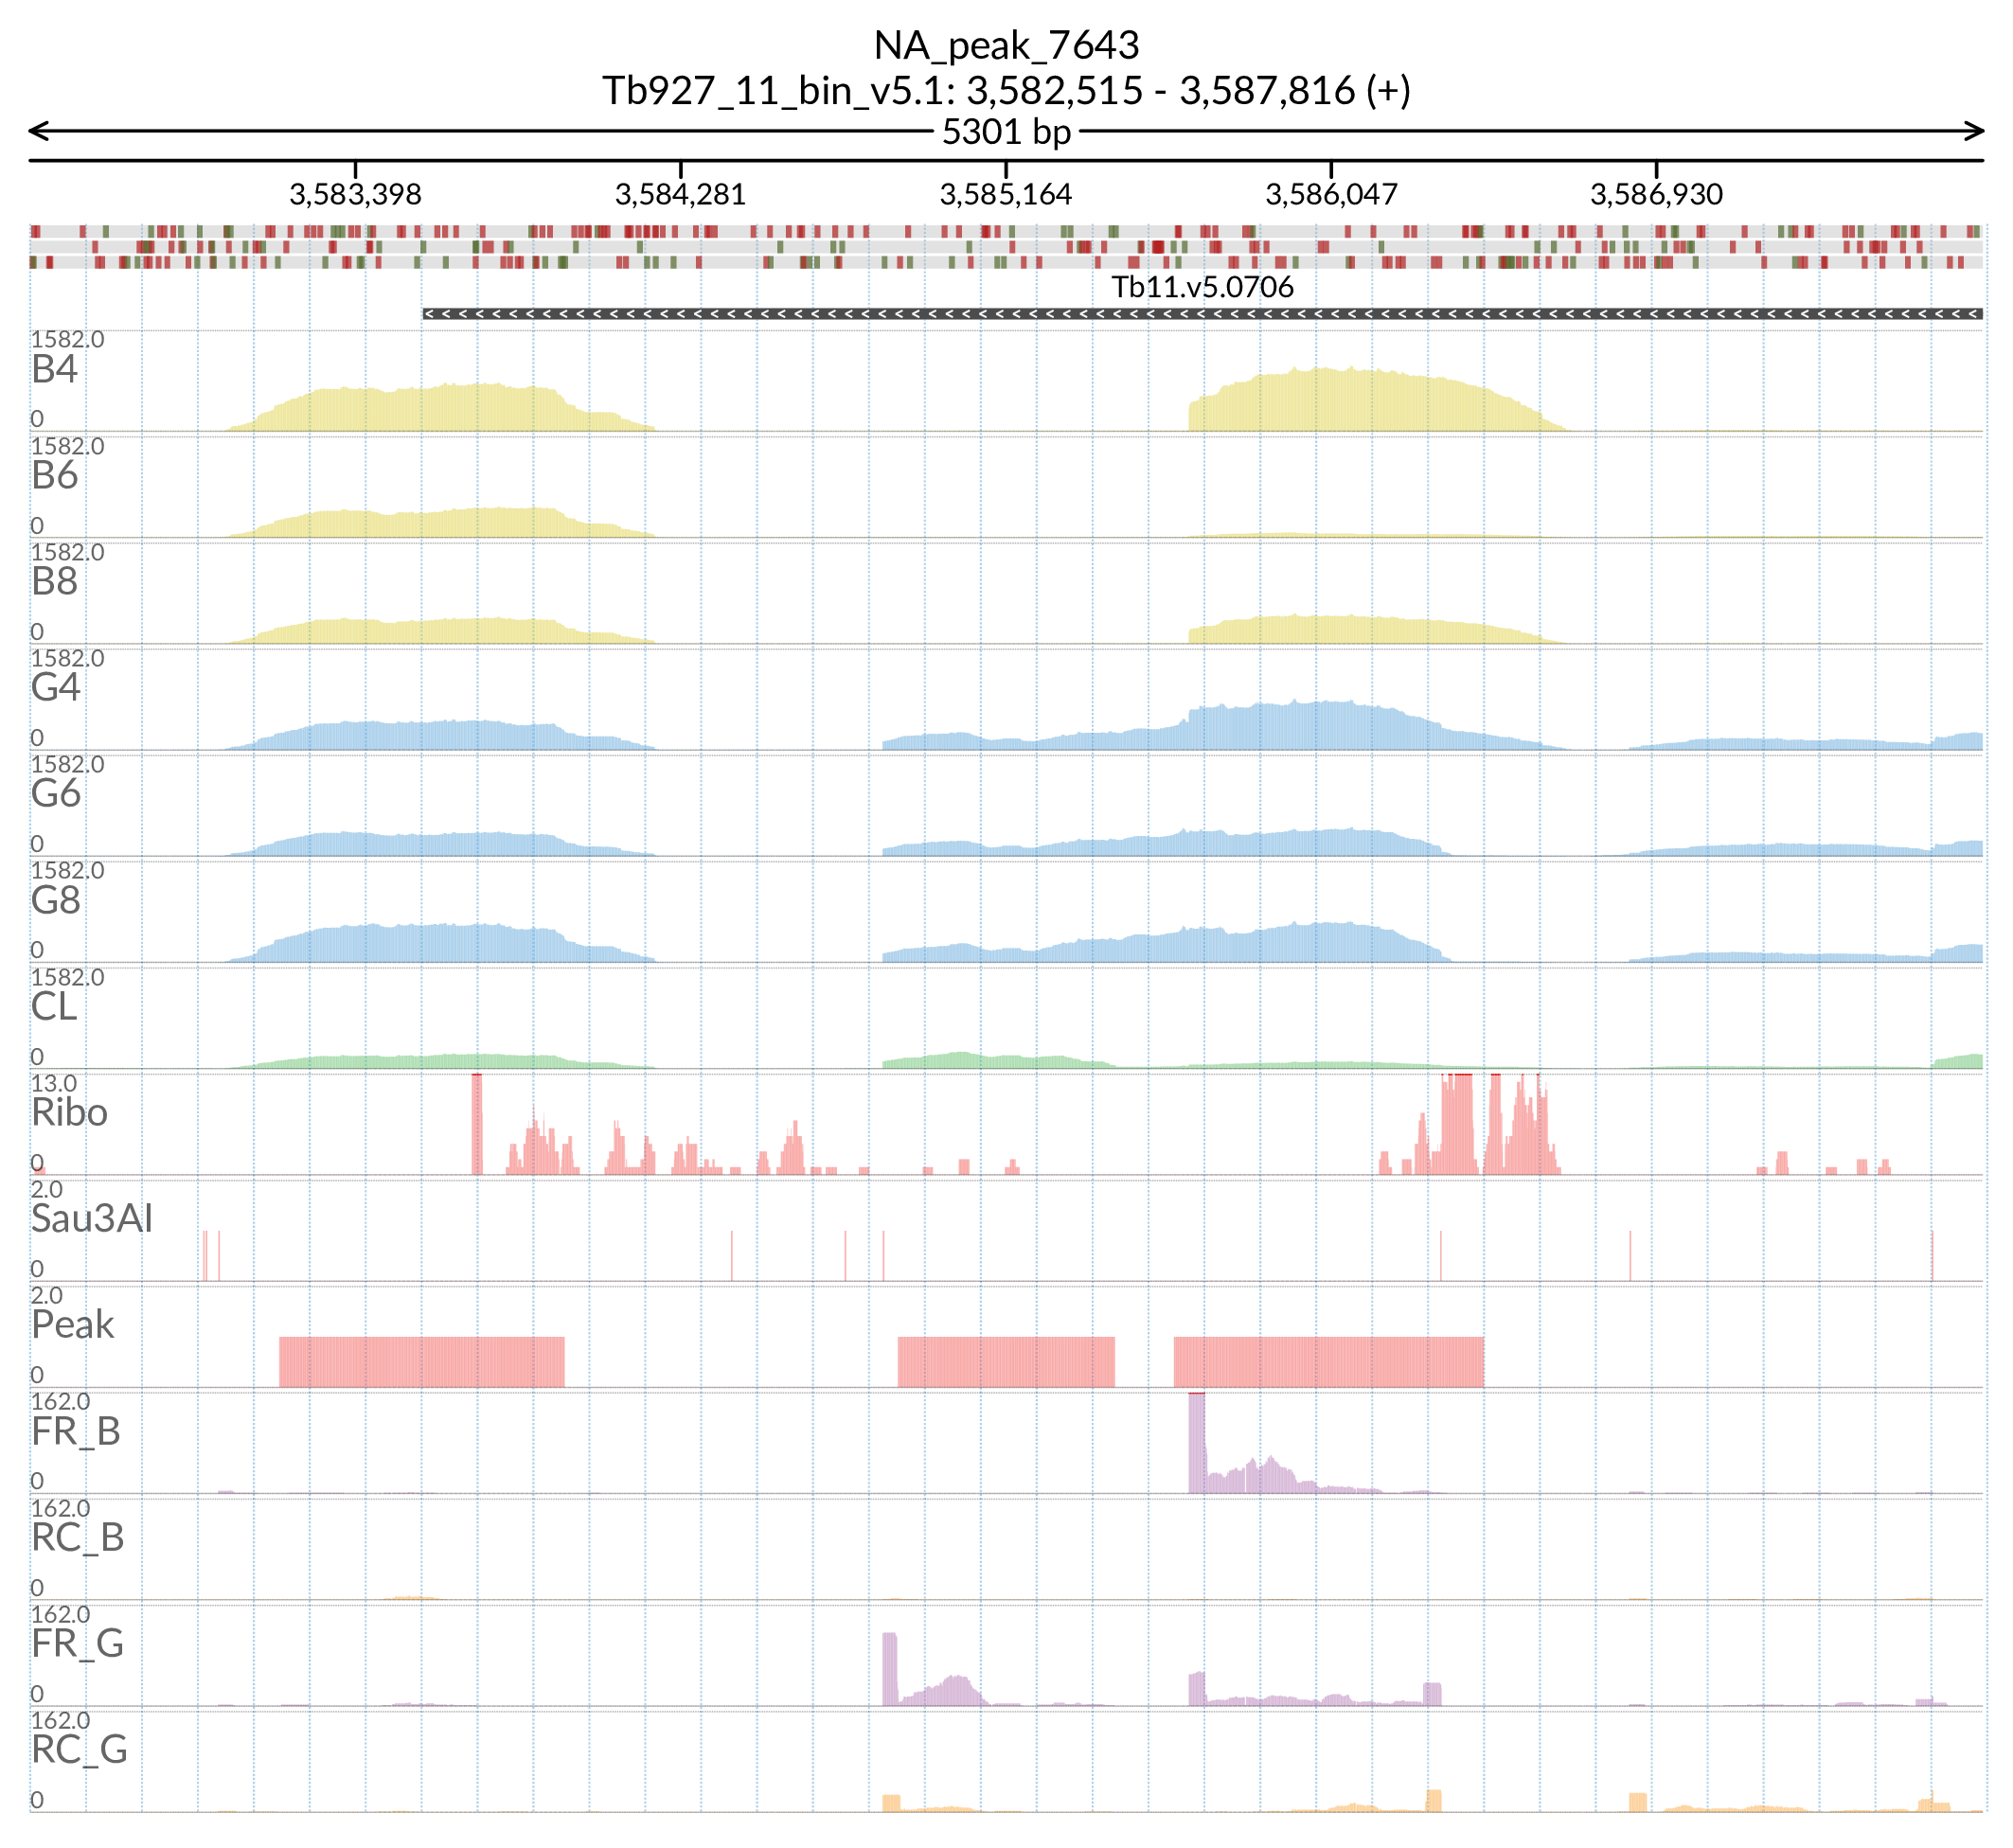 NA_peak_7643
Tb927_11_bin_v5.1: 3,582,515 - 3,587,816 (+)
5301 bp
3,583,398 3,584,281 3,585,164 3,586,047 3,586,930
Tb11.v5.0706
1582.0
B4
0
1582.0
B6
0
1582.0
B8
0
1582.0
G4
0
1582.0
G6
0
1582.0
G8
0
1582.0
CL
0
13.0
Ribo
0
2.0
Sau3AI
0
2.0
Peak
0
162.0
FR_B
0
162.0
RC_B
0
162.0
FR_G
0
162.0
RC_G
0